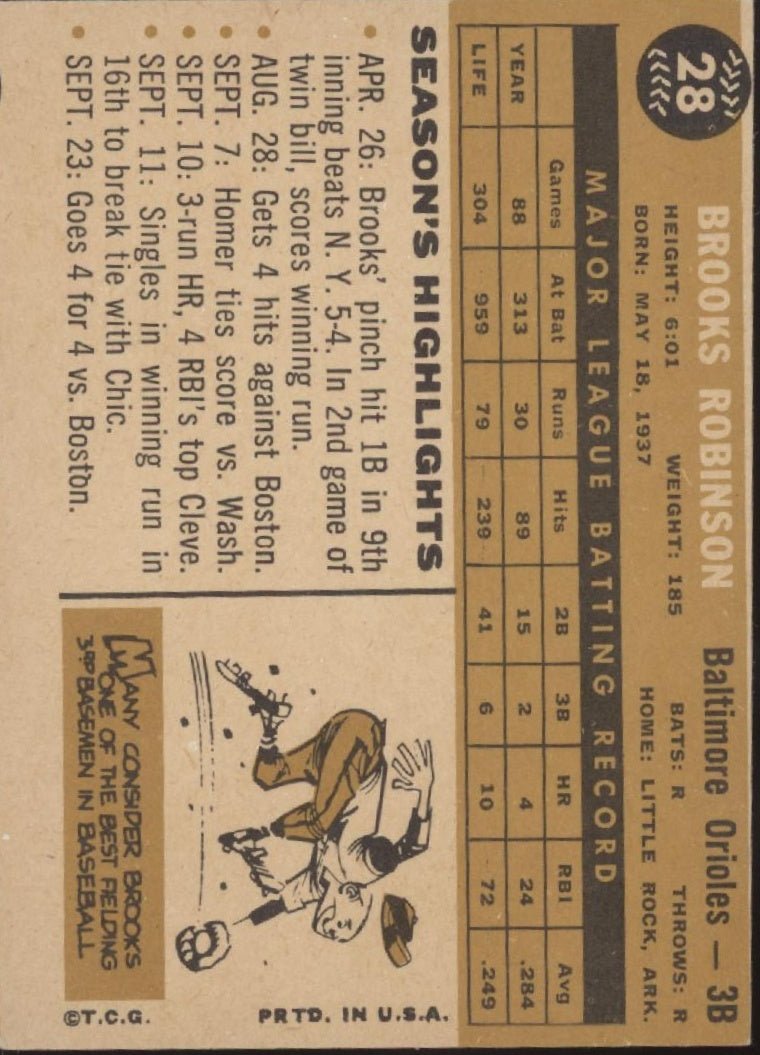 28
BROOKS ROBINSON Baltimore Orioles — 3B
HEIGHT: 6:01 WEIGHT: 185 BATS: R THROWS: R
BORN: MAY 18, 1937 HOME: LITTLE ROCK, ARK.
MAJOR LEAGUE BATTING RECORD
Games At Bat Runs Hits 2B 3B HR RBI Avg
YEAR 88 313 30 89 15 2 4 24 .284
LIFE 304 959 79 239 41 6 10 72 .249
SEASON'S HIGHLIGHTS
• APR. 26: Brooks' pinch hit 1B in 9th
inning beats N. Y. 5-4. In 2nd game of
twin bill, scores winning run.
• AUG. 28: Gets 4 hits against Boston.
• SEPT. 7: Homer ties score vs. Wash.
• SEPT. 10: 3-run HR, 4 RBI's top Cleve.
• SEPT. 11: Singles in winning run in
16th to break tie with Chic.
• SEPT. 23: Goes 4 for 4 vs. Boston.
MANY CONSIDER BROOKS
ONE OF THE BEST FIELDING
3RD BASEMEN IN BASEBALL
©T.C.G. PRTD. IN U.S.A.